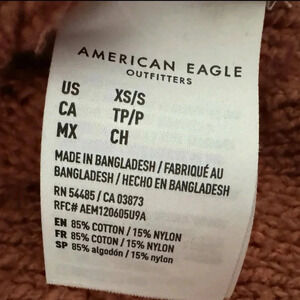 AMERICAN EAGLE
OUTFITTERS
US XS/S
CA TP/P
MX CH
MADE IN BANGLADESH / FABRIQUÉ AU
BANGLADESH / HECHO EN BANGLADESH
RN 54485 / CA 03873
RFC# AEM120605U9A
EN 85% COTTON / 15% NYLON
FR 85% COTON / 15% NYLON
SP 85% algodón / 15% nylon